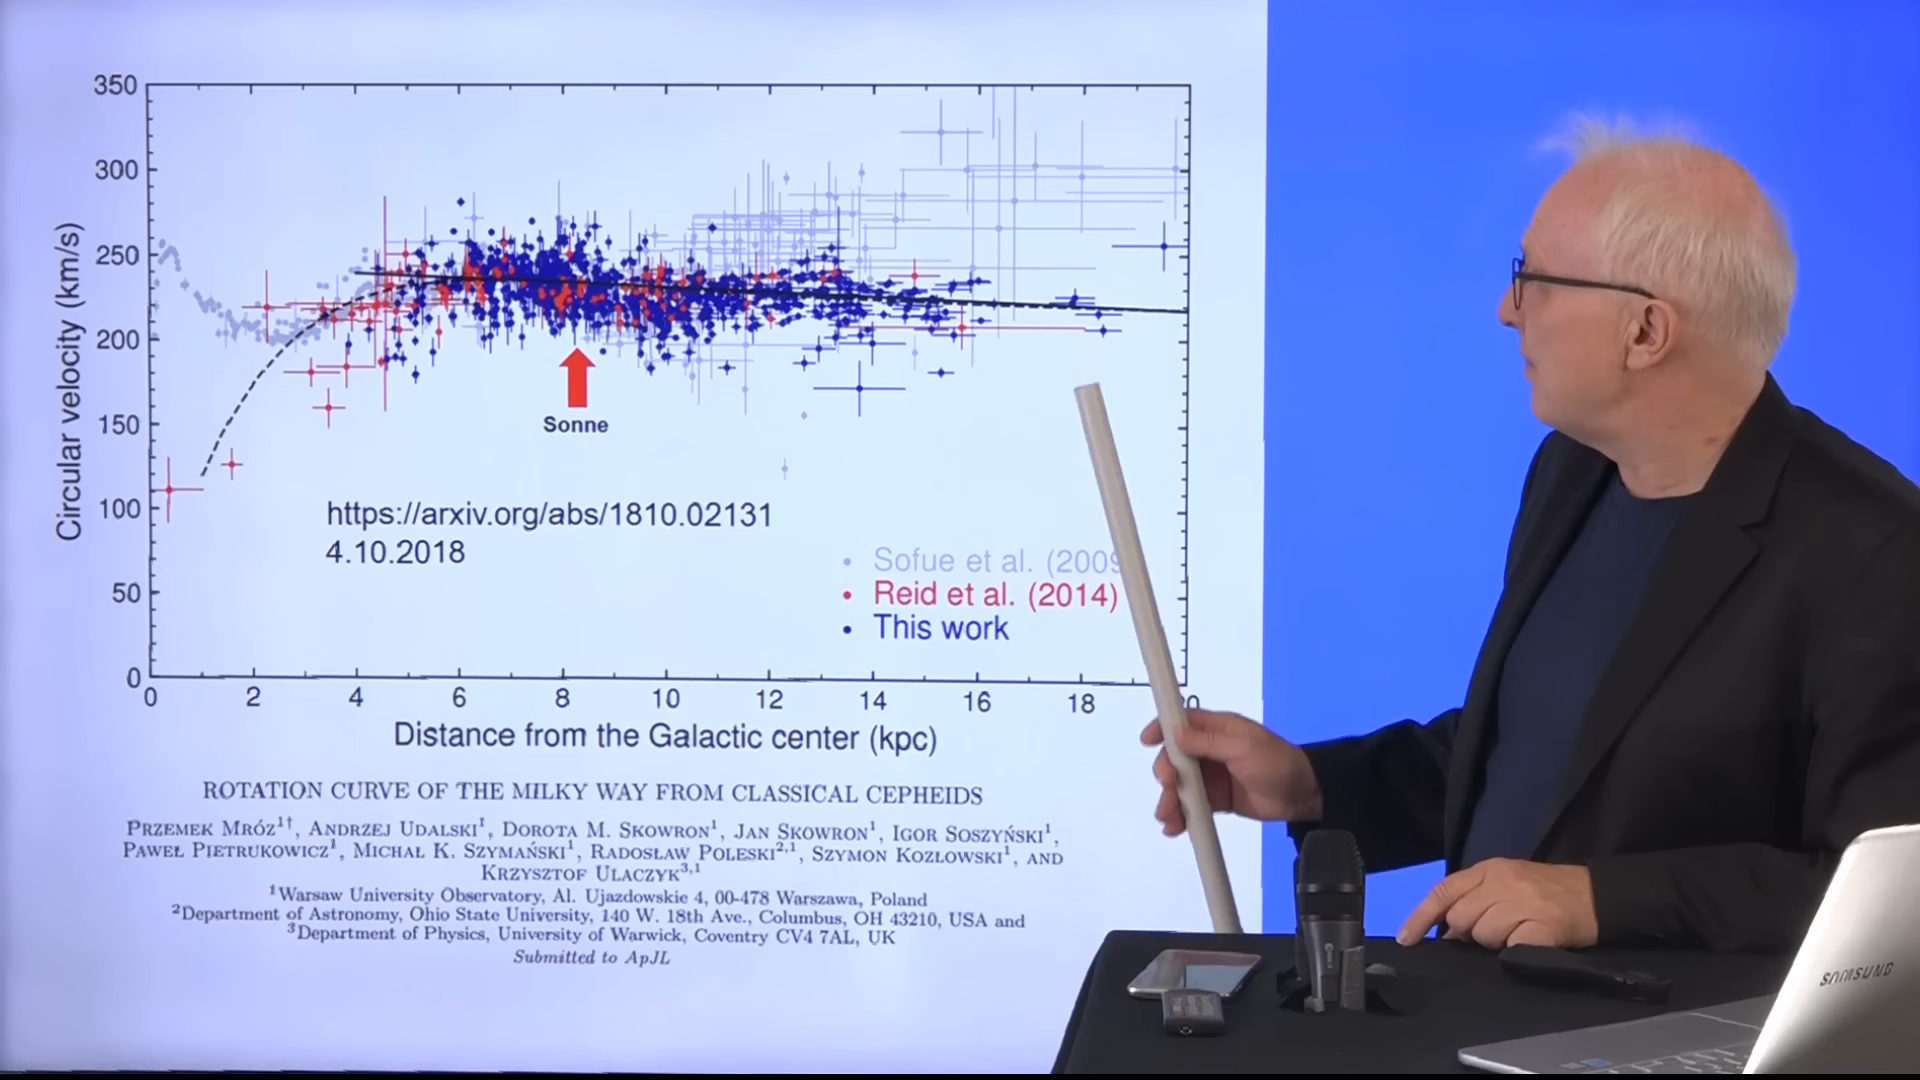 350
300
250
200
150
100
50
0
Circular velocity (km/s)
Sonne
https://arxiv.org/abs/1810.02131
4.10.2018
Sofue et al. (2009
Reid et al. (2014)
This work
0 2 4 6 8 10 12 14 16 18
Distance from the Galactic center (kpc)
ROTATION CURVE OF THE MILKY WAY FROM CLASSICAL CEPHEIDS
Przemek Mróz¹†, Andrzej Udalski¹, Dorota M. Skowron¹, Jan Skowron¹, Igor Soszyński¹,
Paweł Pietrukowicz¹, Michał K. Szymański¹, Radosław Poleski²,¹, Szymon Kozłowski¹, and
Krzysztof Ulaczyk³,¹
¹Warsaw University Observatory, Al. Ujazdowskie 4, 00-478 Warszawa, Poland
²Department of Astronomy, Ohio State University, 140 W. 18th Ave., Columbus, OH 43210, USA and
³Department of Physics, University of Warwick, Coventry CV4 7AL, UK
Submitted to ApJL
SAMSUNG